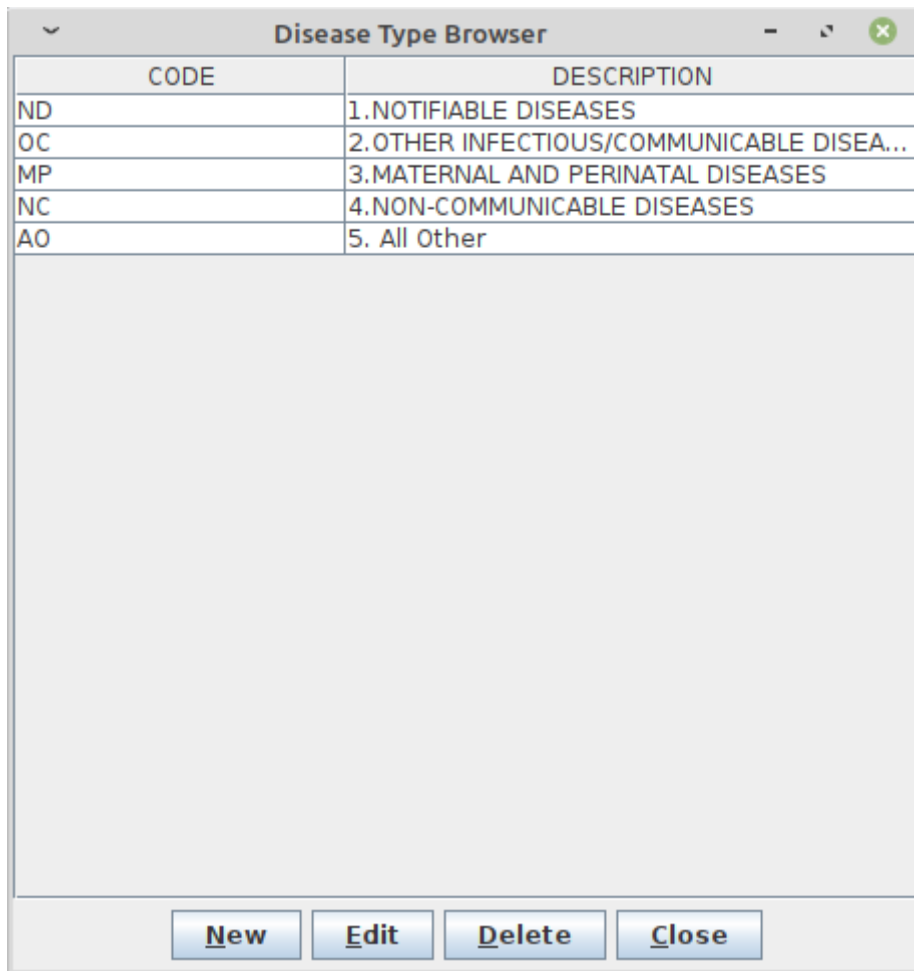 Disease Type Browser
CODE DESCRIPTION
ND 1.NOTIFIABLE DISEASES
OC 2.OTHER INFECTIOUS/COMMUNICABLE DISEA...
MP 3.MATERNAL AND PERINATAL DISEASES
NC 4.NON-COMMUNICABLE DISEASES
AO 5. All Other
New Edit Delete Close